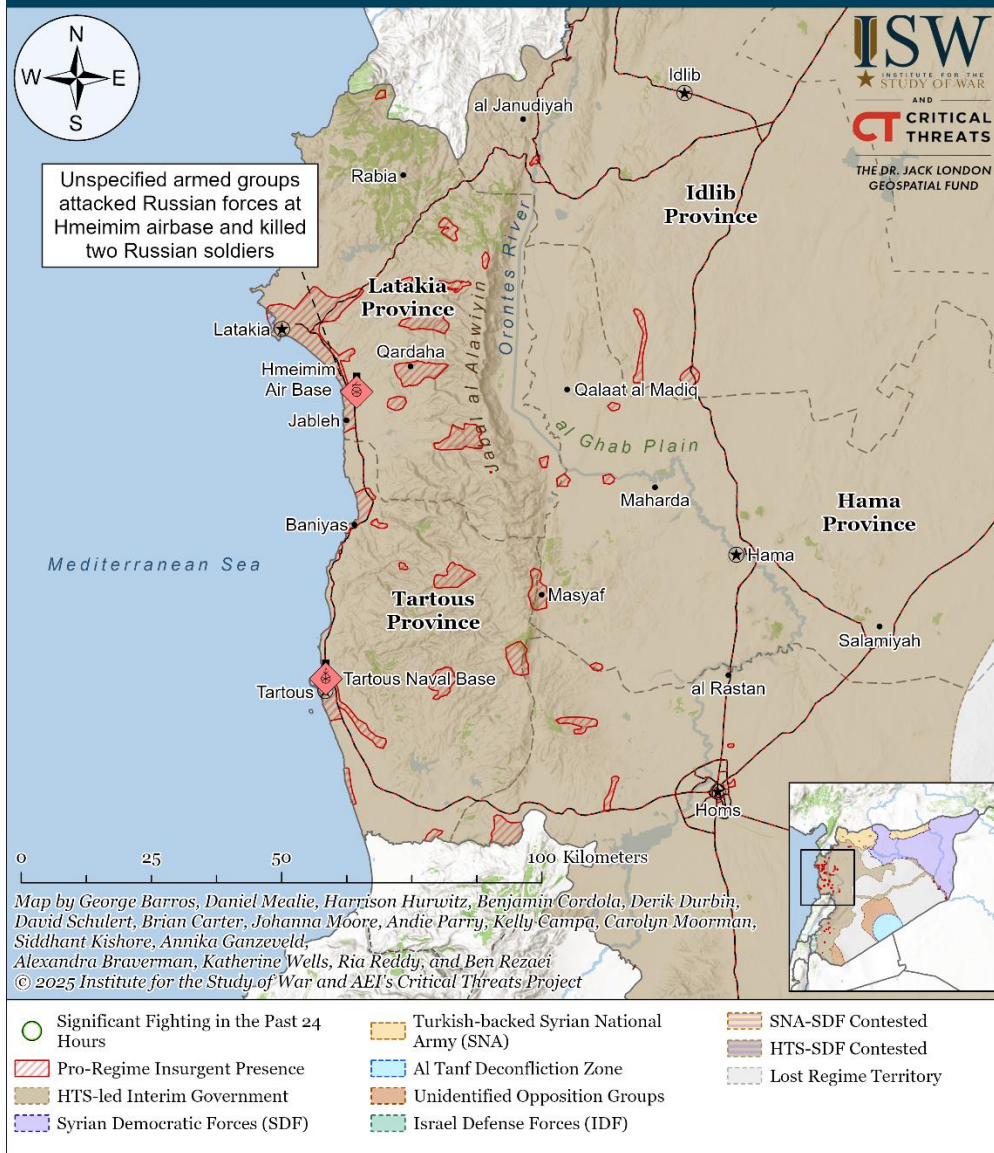 N
W
E
S
ISW
INSTITUTE FOR THE
STUDY OF WAR
AND
CT CRITICAL
THREATS
THE DR. JACK LONDON
GEOSPATIAL FUND
Idlib
al Janudiyah
Rabia
Unspecified armed groups
attacked Russian forces at
Hmeimim airbase and killed
two Russian soldiers
Idlib
Province
Orontes River
Latakia
Province
Latakia
Jabal al Alawiyin
Qardaha
Hmeimim
Air Base
Qalaat al Madiq
Jableh
al Ghab Plain
Maharda
Hama
Province
Baniyas
Hama
Mediterranean Sea
Masyaf
Tartous
Province
Salamiyah
Tartous Naval Base
Tartous
al Rastan
Homs
0 25 50 100 Kilometers
Map by George Barros, Daniel Mealie, Harrison Hurwitz, Benjamin Cordola, Derik Durbin,
David Schulert, Brian Carter, Johanna Moore, Andie Parry, Kelly Campa, Carolyn Moorman,
Siddhant Kishore, Annika Ganzeveld,
Alexandra Braverman, Katherine Wells, Ria Reddy, and Ben Rezaei
© 2025 Institute for the Study of War and AEI's Critical Threats Project
Significant Fighting in the Past 24
Hours
Pro-Regime Insurgent Presence
HTS-led Interim Government
Syrian Democratic Forces (SDF)
Turkish-backed Syrian National
Army (SNA)
Al Tanf Deconfliction Zone
Unidentified Opposition Groups
Israel Defense Forces (IDF)
SNA-SDF Contested
HTS-SDF Contested
Lost Regime Territory